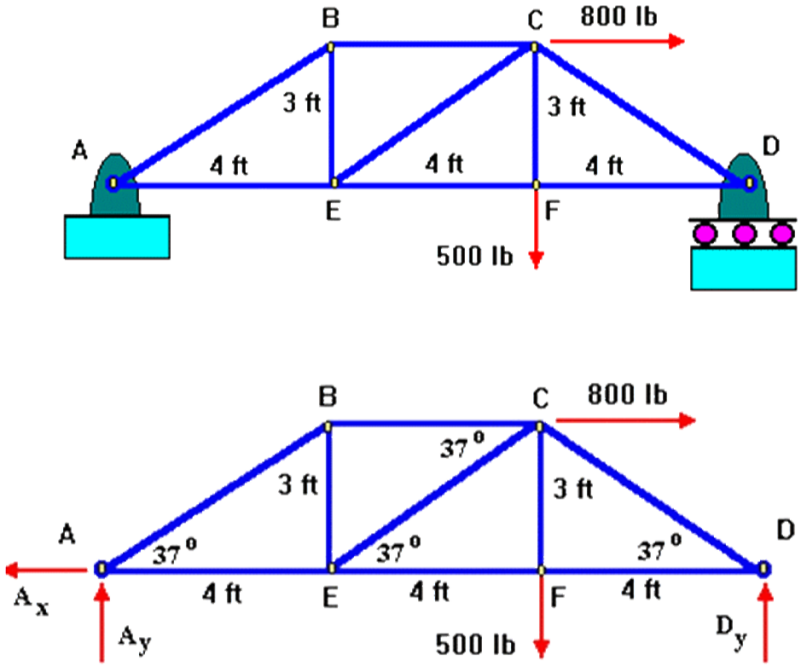 B C 800 lb
3 ft 3 ft
A D
4 ft 4 ft 4 ft
E F
500 lb
B C 800 lb
37°
3 ft 3 ft
A D
37° 37° 37°
4 ft E 4 ft F 4 ft
Ax Ay Dy
500 lb